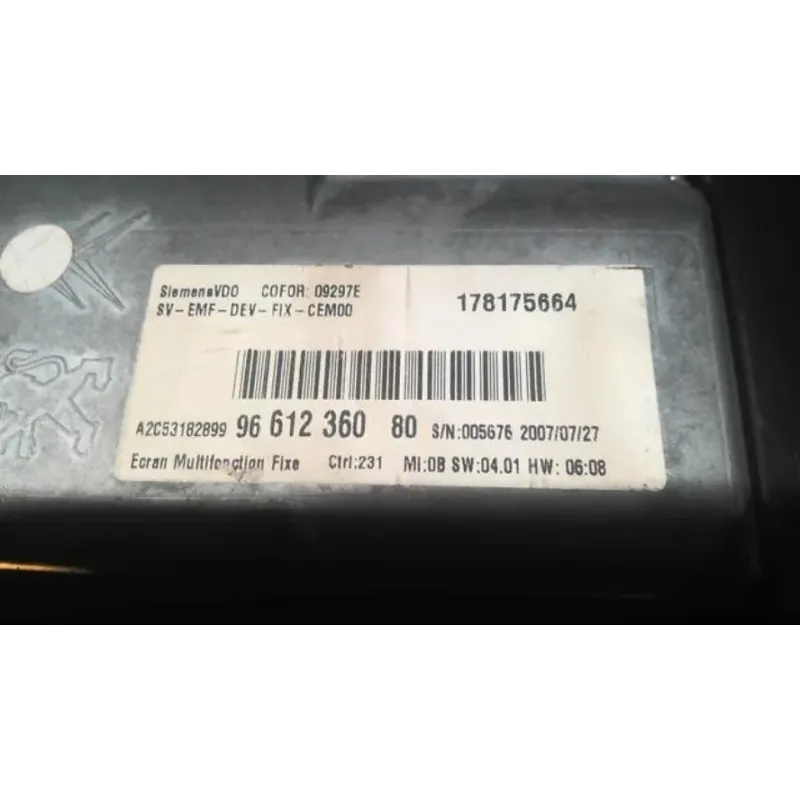 SiemensVDO COFOR: 09297E
SV-EMF-DEV-FIX-CEM00
178175664
A2C53182899 96 612 360 80 S/N:005676 2007/07/27
Ecran Multifonction Fixe Ctrl:231 MI:0B SW:04.01 HW: 06:08